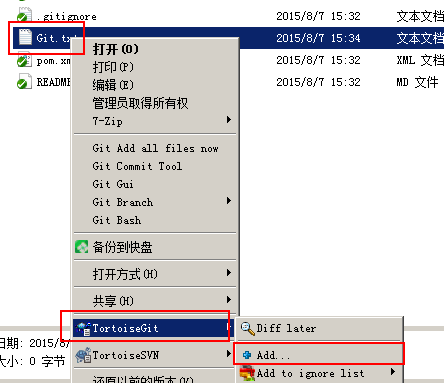 .gitignore 2015/8/7 15:32 文本文档
Git.tx 2015/8/7 15:34 文本文档
pom.xm 2015/8/7 15:32 XML 文档
README 2015/8/7 15:32 MD 文件
打开(O)
打印(P)
编辑(E)
管理员取得所有权
7-Zip
Git Add all files now
Git Commit Tool
Git Gui
Git Branch
Git Bash
备份到快盘
打开方式(H)
共享(H)
TortoiseGit
Diff later
日期: 2015/8/
TortoiseSVN
Add...
大小: 0 字节
Add to ignore list
还原以前的版本(V)